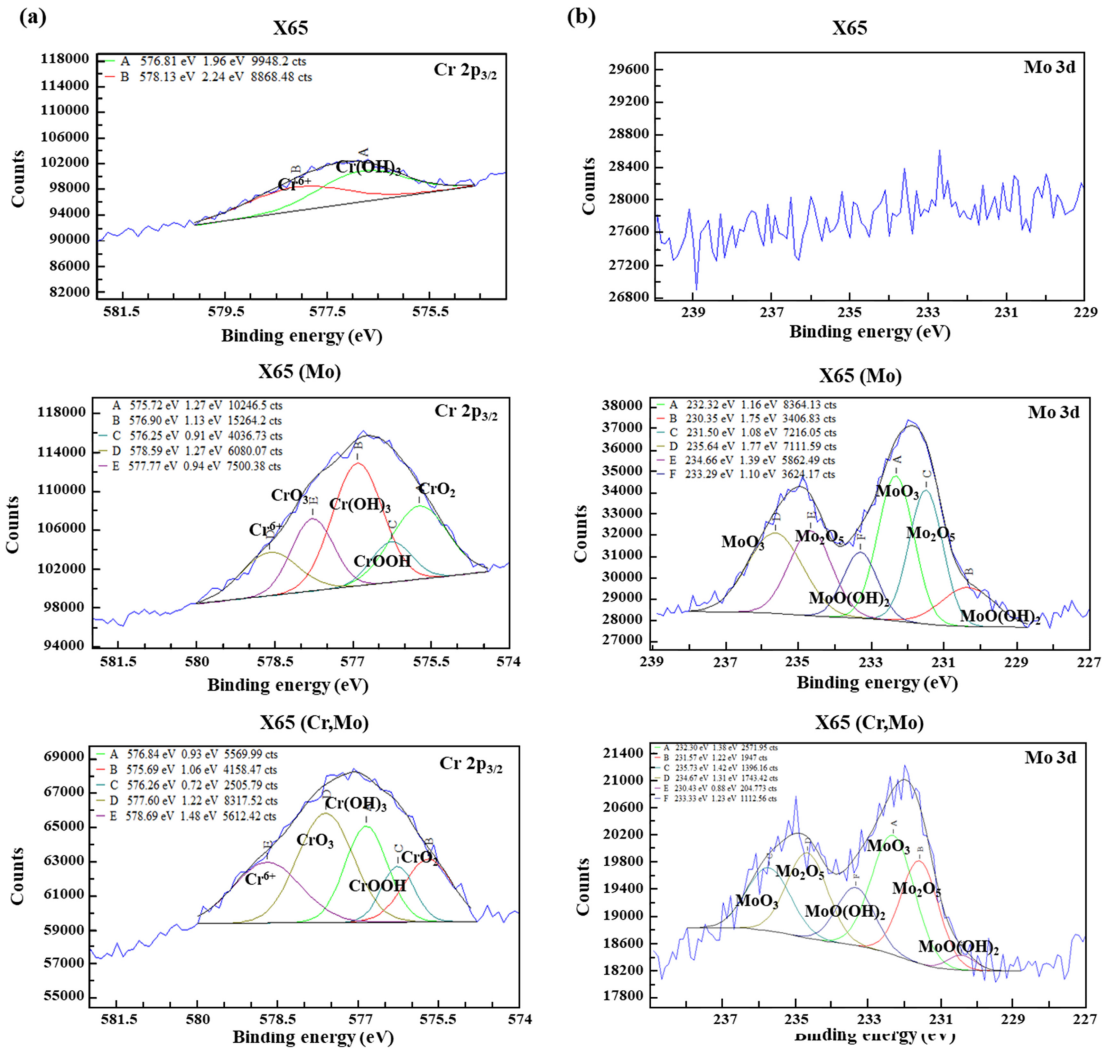 (a)
X65
Cr 2p3/2
A 576.81 eV 1.96 eV 9948.2 cts
B 578.13 eV 2.24 eV 8868.48 cts
118000
114000
110000
106000
102000
98000
94000
90000
86000
82000
Counts
B
A
Cr6+
Cr(OH)3
581.5
579.5
577.5
575.5
Binding energy (eV)
(b)
X65
Mo 3d
29600
29200
28800
28400
28000
27600
27200
26800
Counts
239
237
235
233
231
229
Binding energy (eV)
X65 (Mo)
Cr 2p3/2
A 575.72 eV 1.27 eV 10246.5 cts
B 576.90 eV 1.13 eV 15264.2 cts
C 576.25 eV 0.91 eV 4036.73 cts
D 578.59 eV 1.27 eV 6080.07 cts
E 577.77 eV 0.94 eV 7500.38 cts
118000
114000
110000
106000
102000
98000
94000
Counts
B
CrO3
E
Cr(OH)3
CrO2
Cr6+
C
CrOOH
581.5
580
578.5
577
575.5
574
Binding energy (eV)
X65 (Mo)
Mo 3d
A 232.32 eV 1.16 eV 8364.13 cts
B 230.35 eV 1.75 eV 3406.83 cts
C 231.50 eV 1.08 eV 7216.05 cts
D 235.64 eV 1.77 eV 7111.59 cts
E 234.66 eV 1.39 eV 5862.49 cts
F 233.29 eV 1.10 eV 3624.17 cts
38000
37000
35000
34000
32000
31000
29000
28000
27000
Counts
A
C
MoO3
D
E
Mo2O5
F
MoO3
Mo2O5
B
MoO(OH)2
MoO(OH)2
239
237
235
233
231
229
227
Binding energy (eV)
X65 (Cr,Mo)
Cr 2p3/2
A 576.84 eV 0.93 eV 5569.99 cts
B 575.69 eV 1.06 eV 4158.47 cts
C 576.26 eV 0.72 eV 2505.79 cts
D 577.60 eV 1.22 eV 8317.52 cts
E 578.69 eV 1.48 eV 5612.42 cts
69000
67000
65000
63000
61000
59000
57000
55000
Counts
Cr(OH)3
CrO3
E
C
B
CrO2
Cr6+
CrOOH
581.5
580
578.5
577
575.5
574
Binding energy (eV)
X65 (Cr,Mo)
Mo 3d
A 232.30 eV 1.38 eV 2571.95 cts
B 231.57 eV 1.22 eV 1947 cts
C 235.73 eV 1.42 eV 1396.16 cts
D 234.67 eV 1.31 eV 1743.42 cts
E 230.43 eV 0.88 eV 204.773 cts
F 233.33 eV 1.23 eV 1112.56 cts
21400
21000
20200
19800
19400
19000
18600
18200
17800
Counts
A
MoO3
D
B
Mo2O5
F
Mo2O5
MoO3
MoO(OH)2
E
MoO(OH)2
237
235
233
231
229
227
Binding energy (eV)